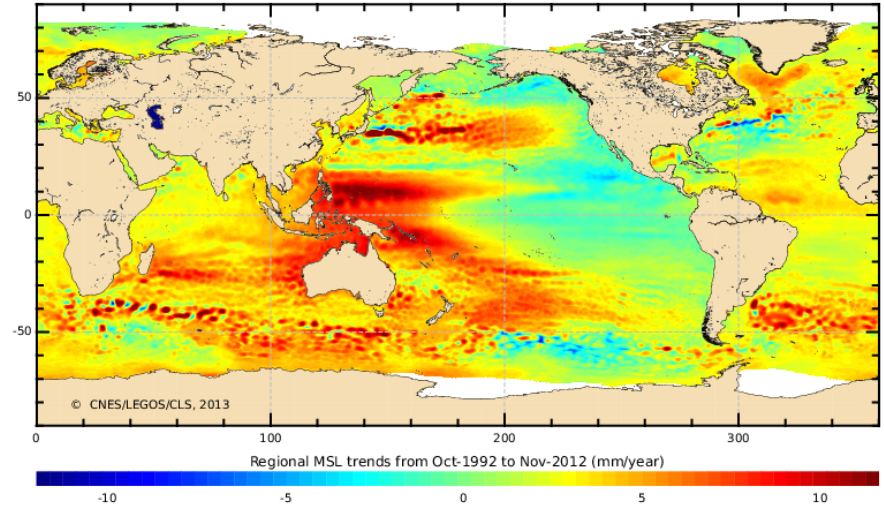 50
0
-50
© CNES/LEGOS/CLS, 2013
0 100 200 300
Regional MSL trends from Oct-1992 to Nov-2012 (mm/year)
-10 -5 0 5 10